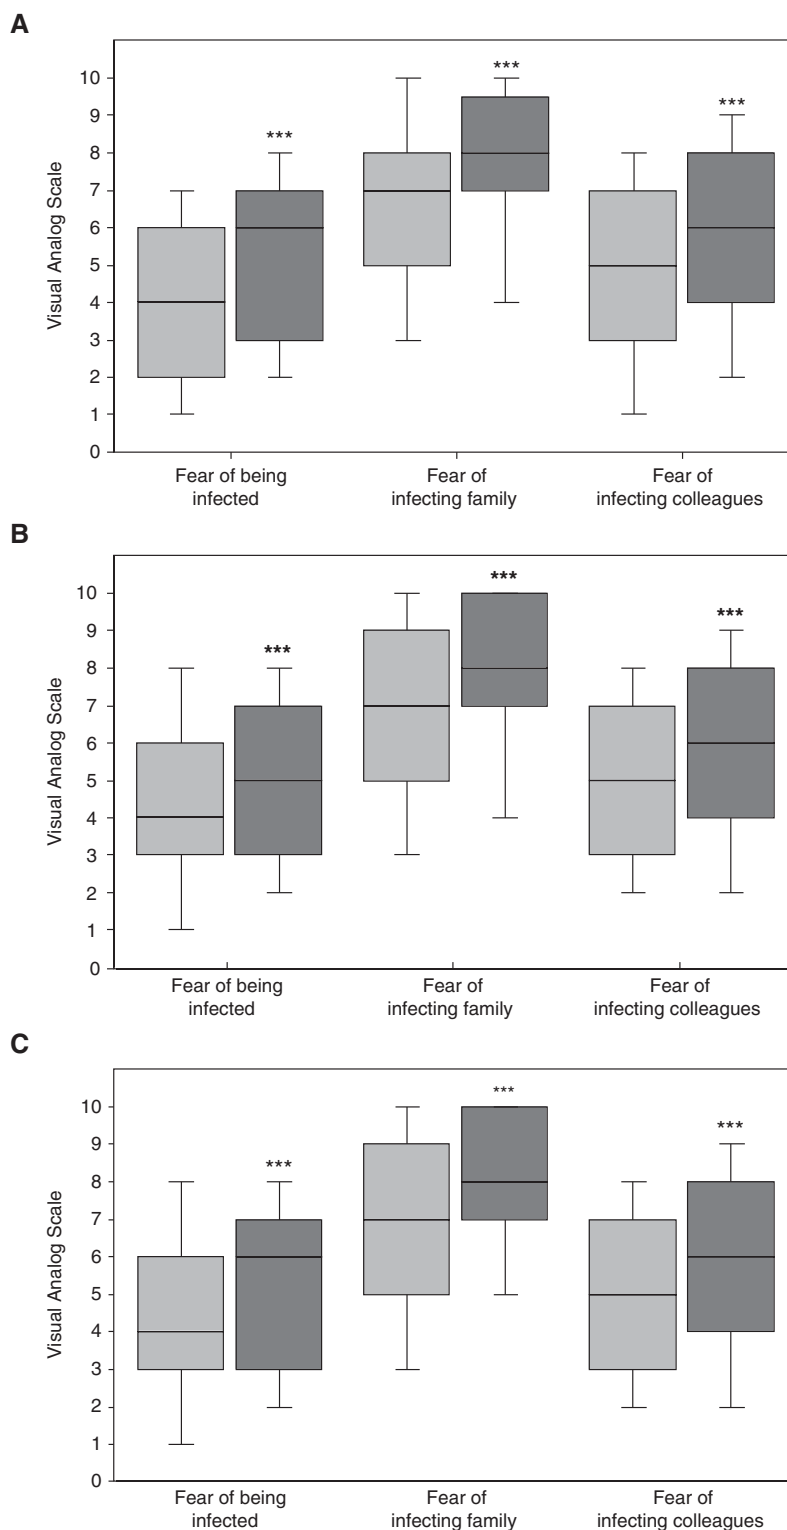 A
Visual Analog Scale
10
9
8
7
6
5
4
3
2
1
0
***
***
***
Fear of being
infected
Fear of
infecting family
Fear of
infecting colleagues
B
Visual Analog Scale
10
9
8
7
6
5
4
3
2
1
0
***
***
***
Fear of being
infected
Fear of
infecting family
Fear of
infecting colleagues
C
Visual Analog Scale
10
9
8
7
6
5
4
3
2
1
0
***
***
***
Fear of being
infected
Fear of
infecting family
Fear of
infecting colleagues